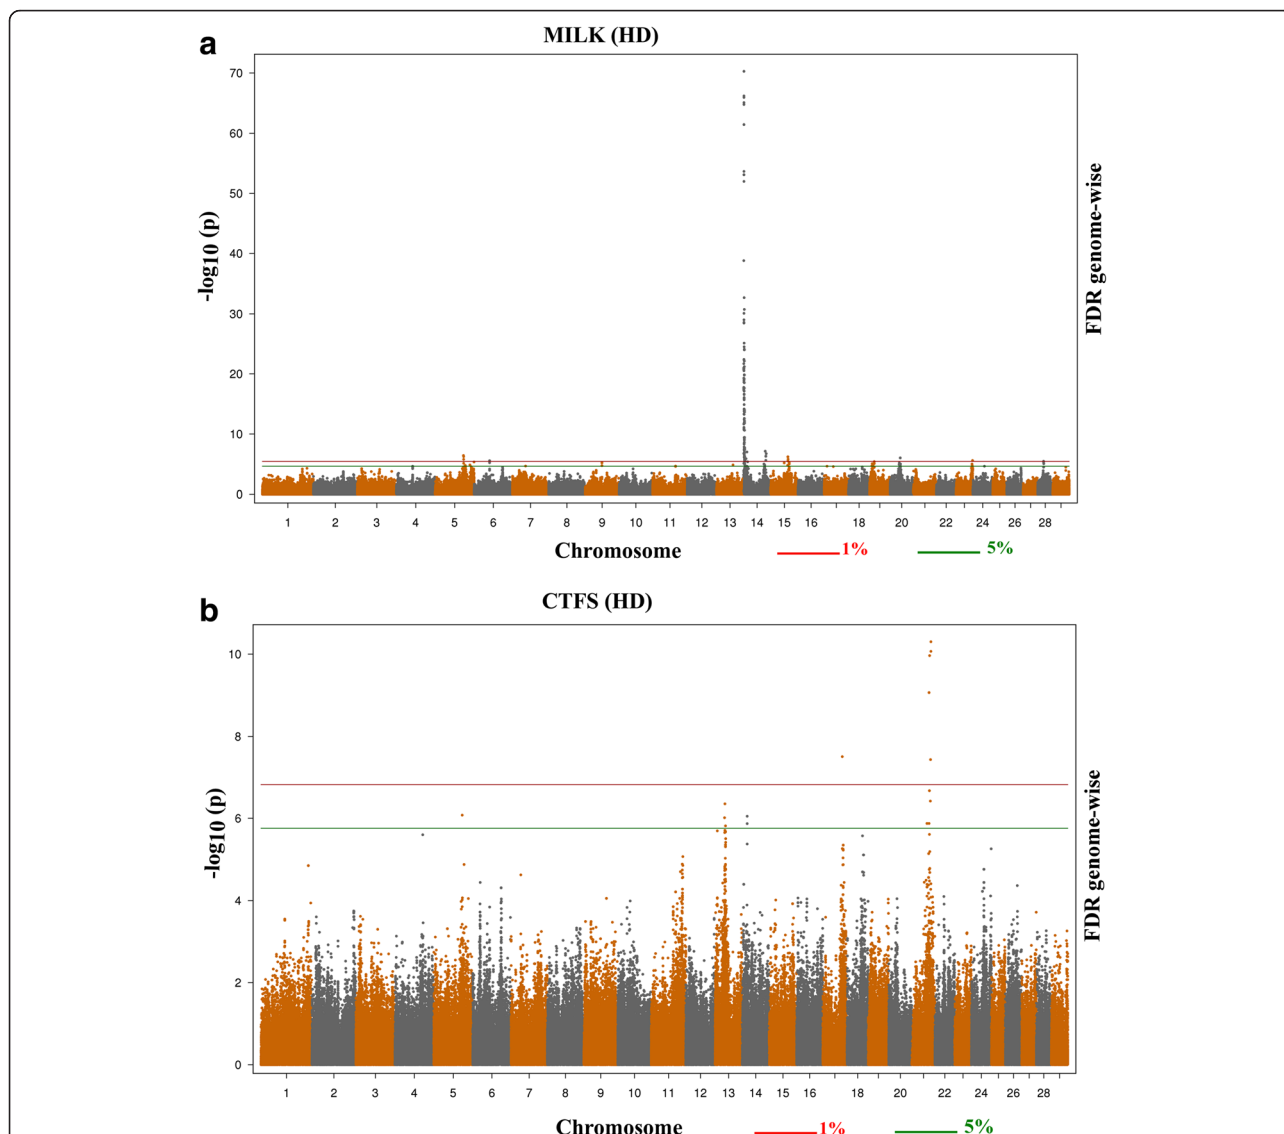 a
MILK (HD)
70
60
50
40
30
20
10
0
-log10 (p)
FDR genome-wise
1 2 3 4 5 6 7 8 9 10 11 12 13 14 15 16 18 20 22 24 26 28
Chromosome
1%
5%
b
CTFS (HD)
10
8
6
4
2
0
-log10 (p)
FDR genome-wise
1 2 3 4 5 6 7 8 9 10 11 12 13 14 15 16 18 20 22 24 26 28
Chromosome
1%
5%